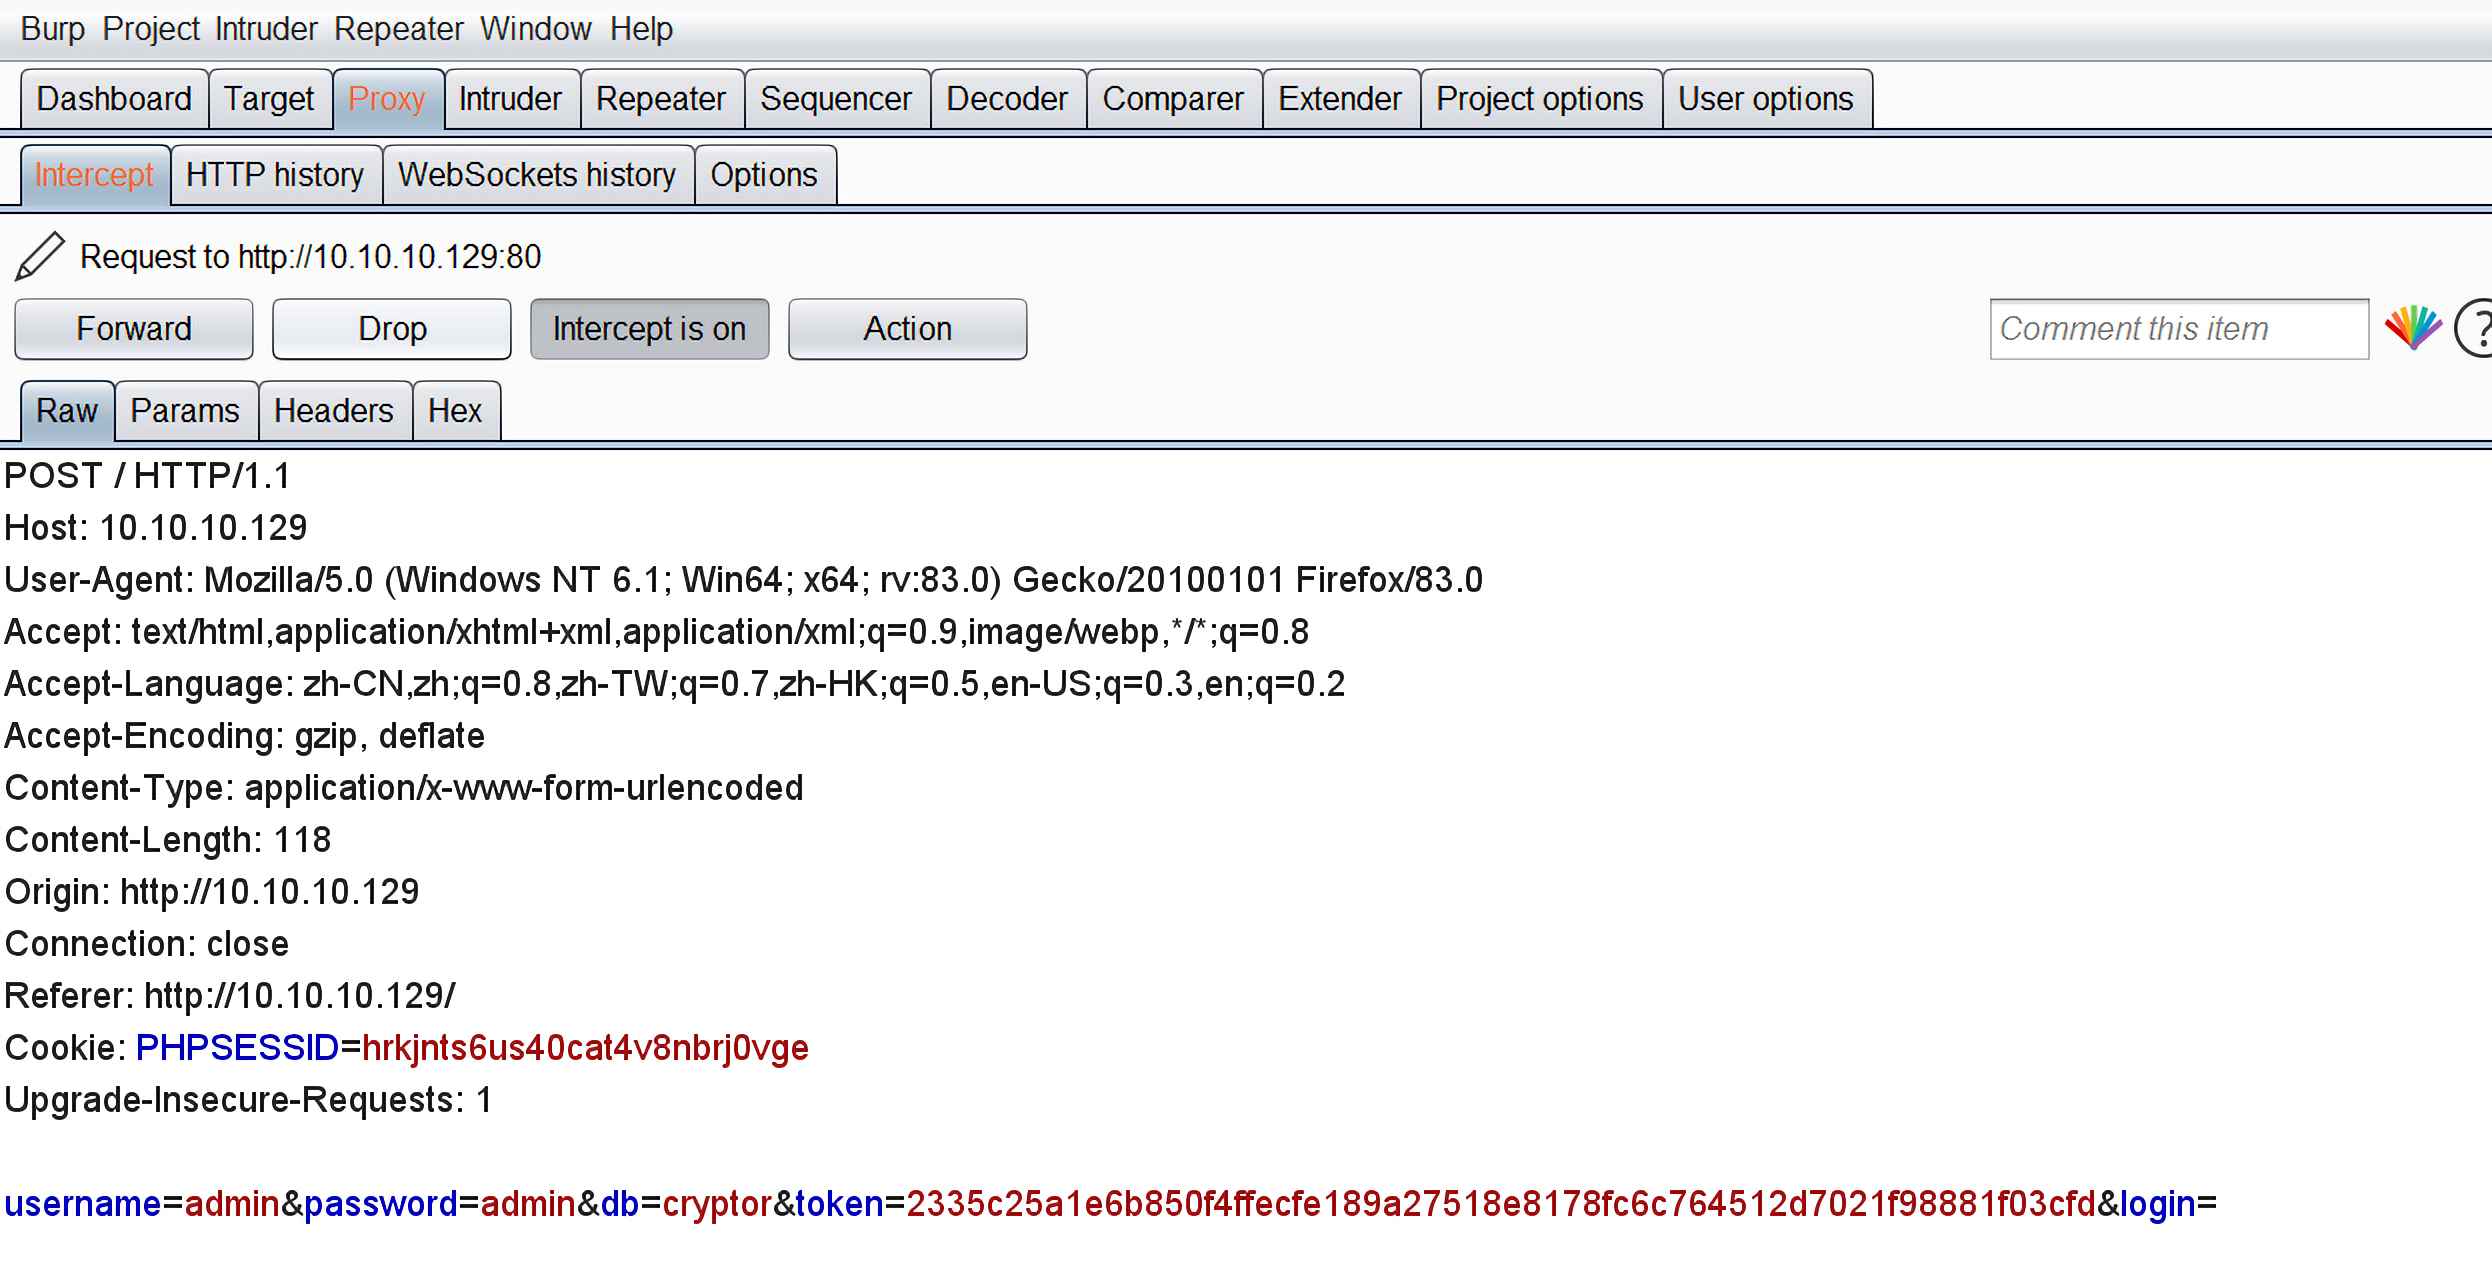 Burp Project Intruder Repeater Window Help
Dashboard Target Proxy Intruder Repeater Sequencer Decoder Comparer Extender Project options User options
Intercept HTTP history WebSockets history Options
Request to http://10.10.10.129:80
Forward Drop Intercept is on Action Comment this item ?
Raw Params Headers Hex
POST / HTTP/1.1
Host: 10.10.10.129
User-Agent: Mozilla/5.0 (Windows NT 6.1; Win64; x64; rv:83.0) Gecko/20100101 Firefox/83.0
Accept: text/html,application/xhtml+xml,application/xml;q=0.9,image/webp,*/*;q=0.8
Accept-Language: zh-CN,zh;q=0.8,zh-TW;q=0.7,zh-HK;q=0.5,en-US;q=0.3,en;q=0.2
Accept-Encoding: gzip, deflate
Content-Type: application/x-www-form-urlencoded
Content-Length: 118
Origin: http://10.10.10.129
Connection: close
Referer: http://10.10.10.129/
Cookie: PHPSESSID=hrkjnts6us40cat4v8nbrj0vge
Upgrade-Insecure-Requests: 1
username=admin&password=admin&db=cryptor&token=2335c25a1e6b850f4ffecfe189a27518e8178fc6c764512d7021f98881f03cfd&login=